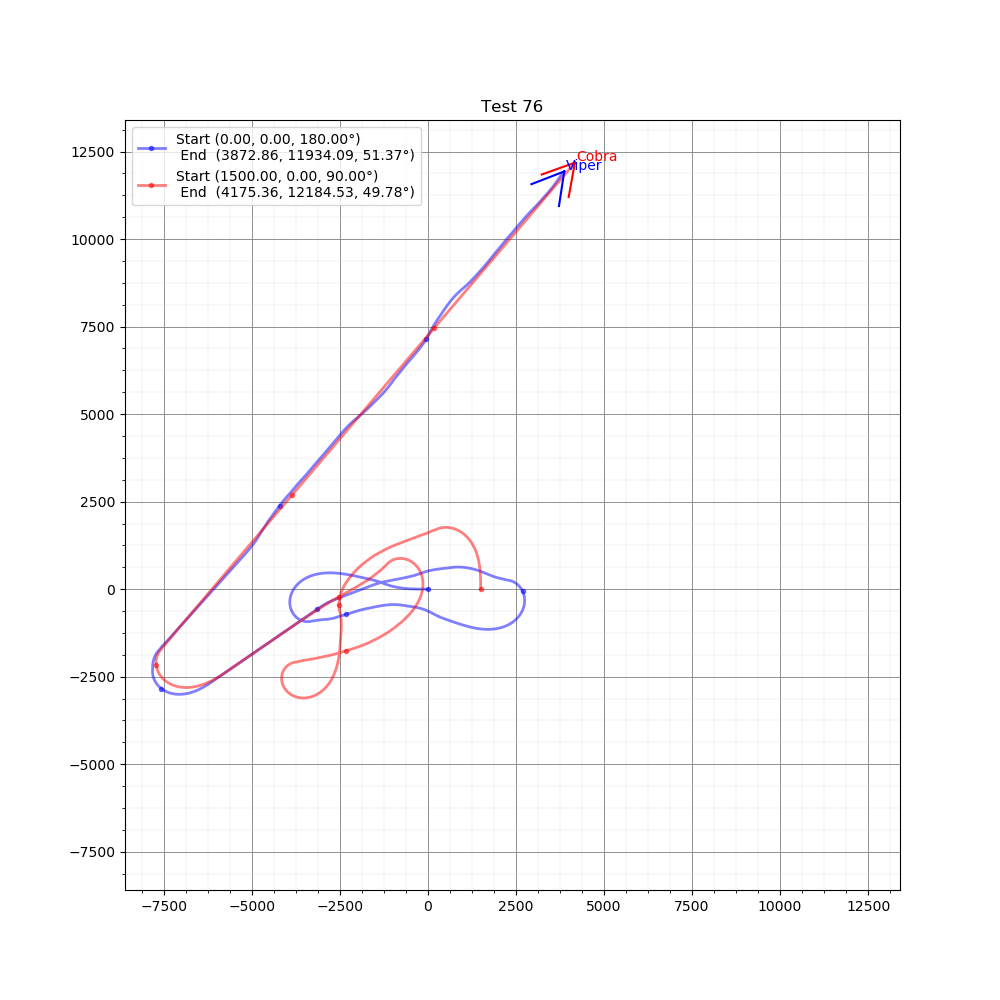 Test 76
Start (0.00, 0.00, 180.00°)
End  (3872.86, 11934.09, 51.37°)
Start (1500.00, 0.00, 90.00°)
End  (4175.36, 12184.53, 49.78°)
Cobra
Viper
12500
10000
7500
5000
2500
0
−2500
−5000
−7500
−7500 −5000 −2500 0 2500 5000 7500 10000 12500